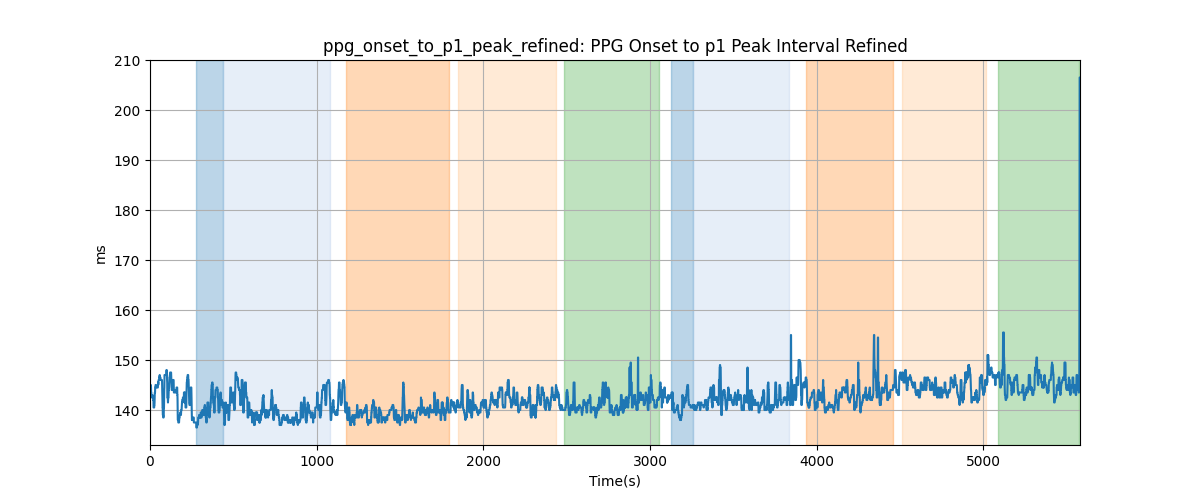 ppg_onset_to_p1_peak_refined: PPG Onset to p1 Peak Interval Refined
210
200
190
180
170
160
150
140
ms
0 1000 2000 3000 4000 5000
Time(s)